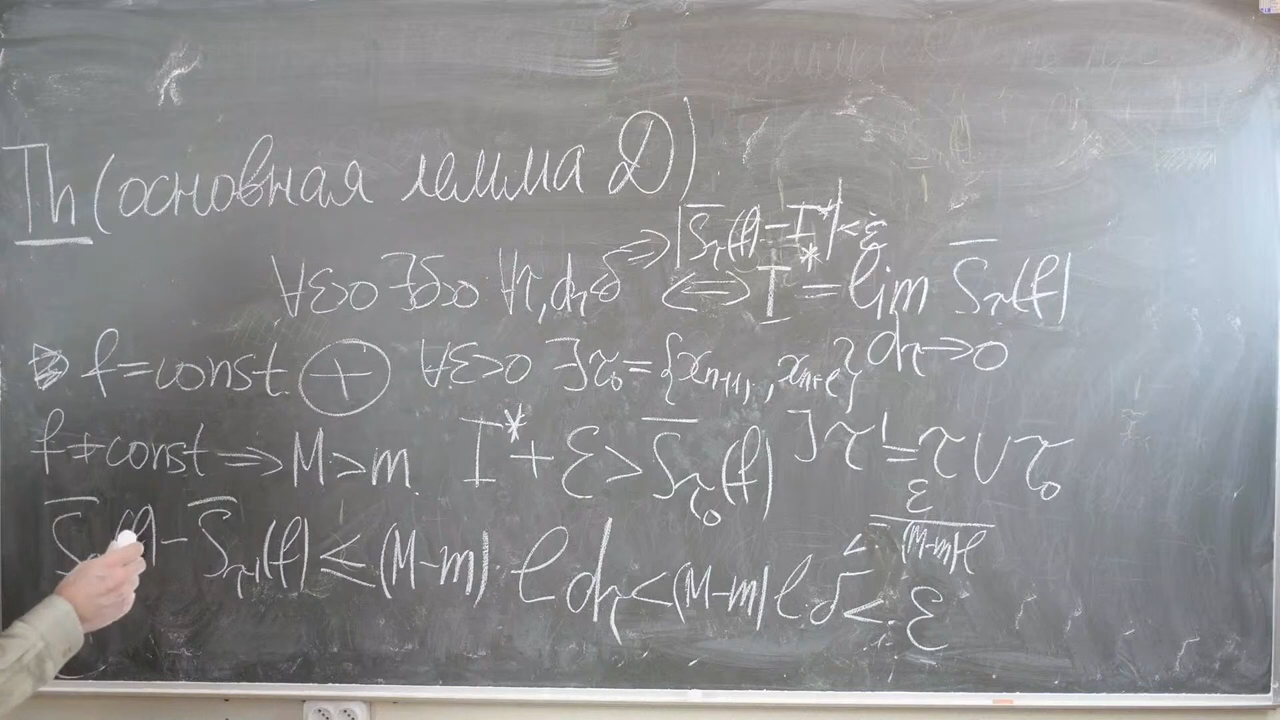 Th (основная лемма D)
⇒ |S̅_τ(f) − I*| < ε
∀ε>0 ∃δ>0 ∀τ, d_τ<δ ⇔ I* = lim S̅_τ(f)
f = const. ⊕ ∀ε>0 ∃τ₀ = {x_{n+1}, .., x_{n+l}} d_τ→0
f ≠ const ⇒ M > m. I* + ε > S̅_{τ₀}(f) ∃τ' = τ ∪ τ₀
S̅_τ(f) − S̅_{τ'}(f) ≤ (M−m)·l d_τ < (M−m) l·δ < ε
≤ ε/((M−m)l)